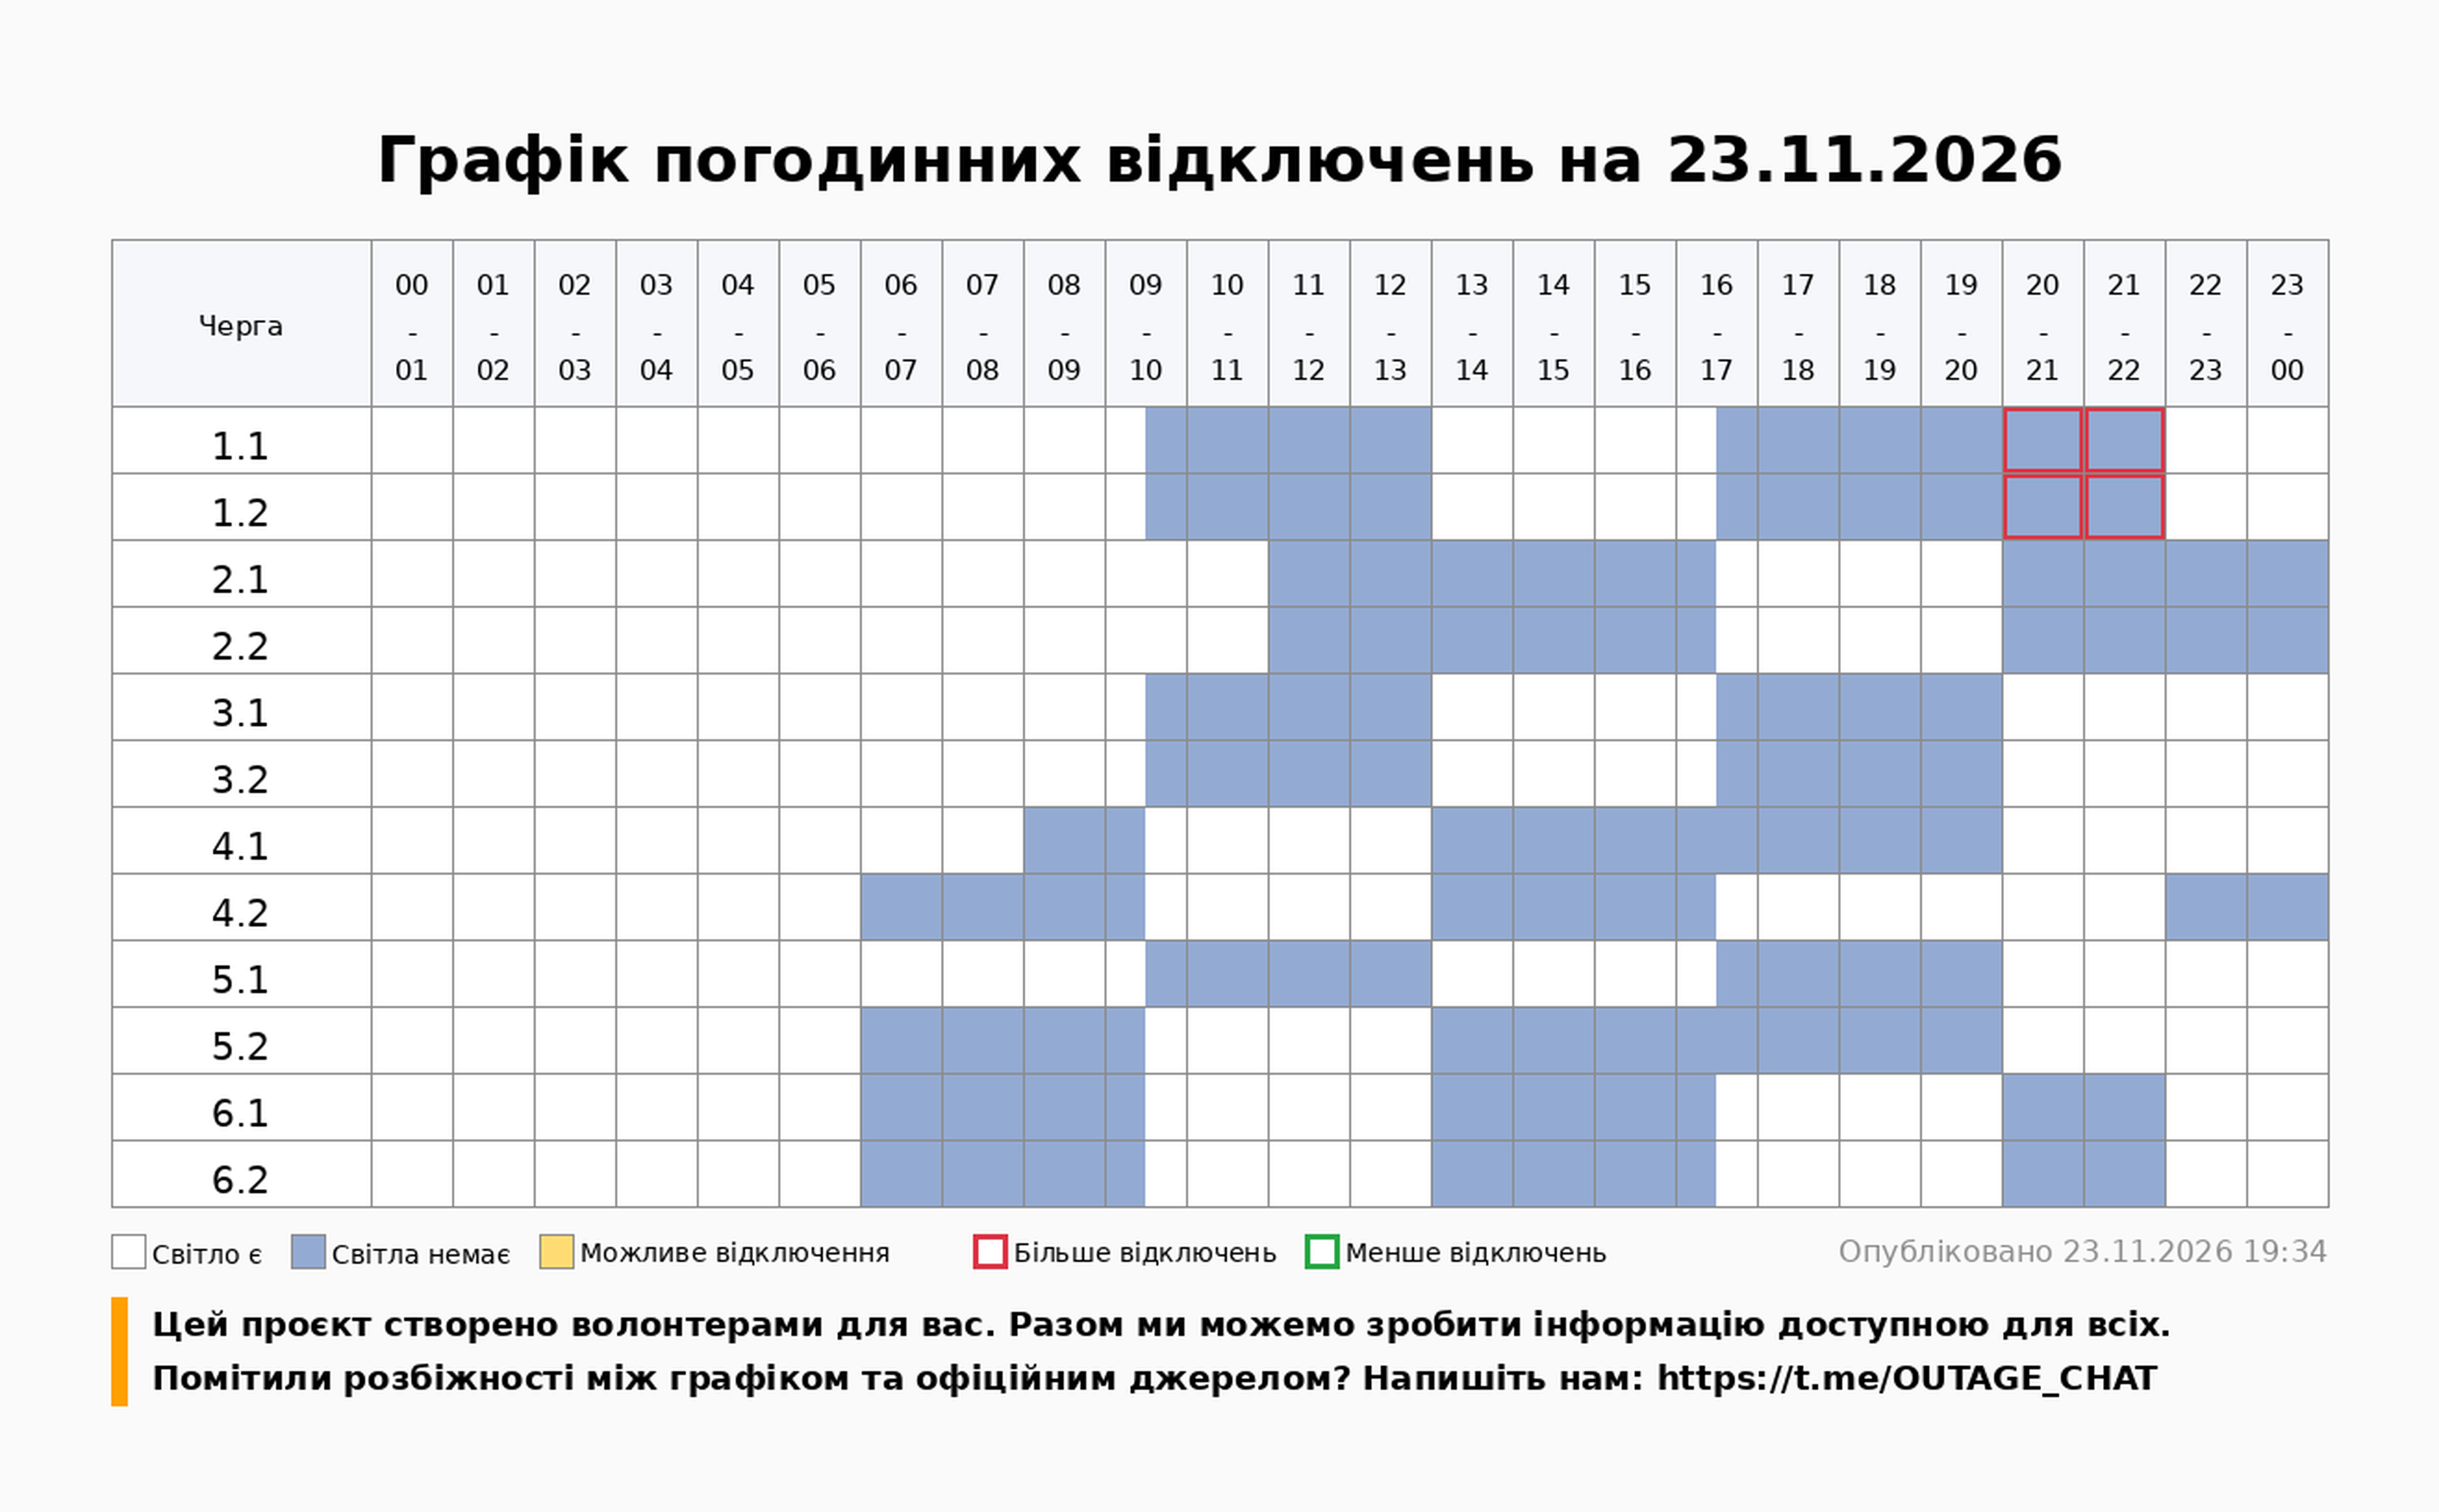 Графік погодинних відключень на 23.11.2026
Черга
00 - 01
01 - 02
02 - 03
03 - 04
04 - 05
05 - 06
06 - 07
07 - 08
08 - 09
09 - 10
10 - 11
11 - 12
12 - 13
13 - 14
14 - 15
15 - 16
16 - 17
17 - 18
18 - 19
19 - 20
20 - 21
21 - 22
22 - 23
23 - 00
1.1
1.2
2.1
2.2
3.1
3.2
4.1
4.2
5.1
5.2
6.1
6.2
Світло є
Світла немає
Можливе відключення
Більше відключень
Менше відключень
Опубліковано 23.11.2026 19:34
Цей проєкт створено волонтерами для вас. Разом ми можемо зробити інформацію доступною для всіх.
Помітили розбіжності між графіком та офіційним джерелом? Напишіть нам: https://t.me/OUTAGE_CHAT